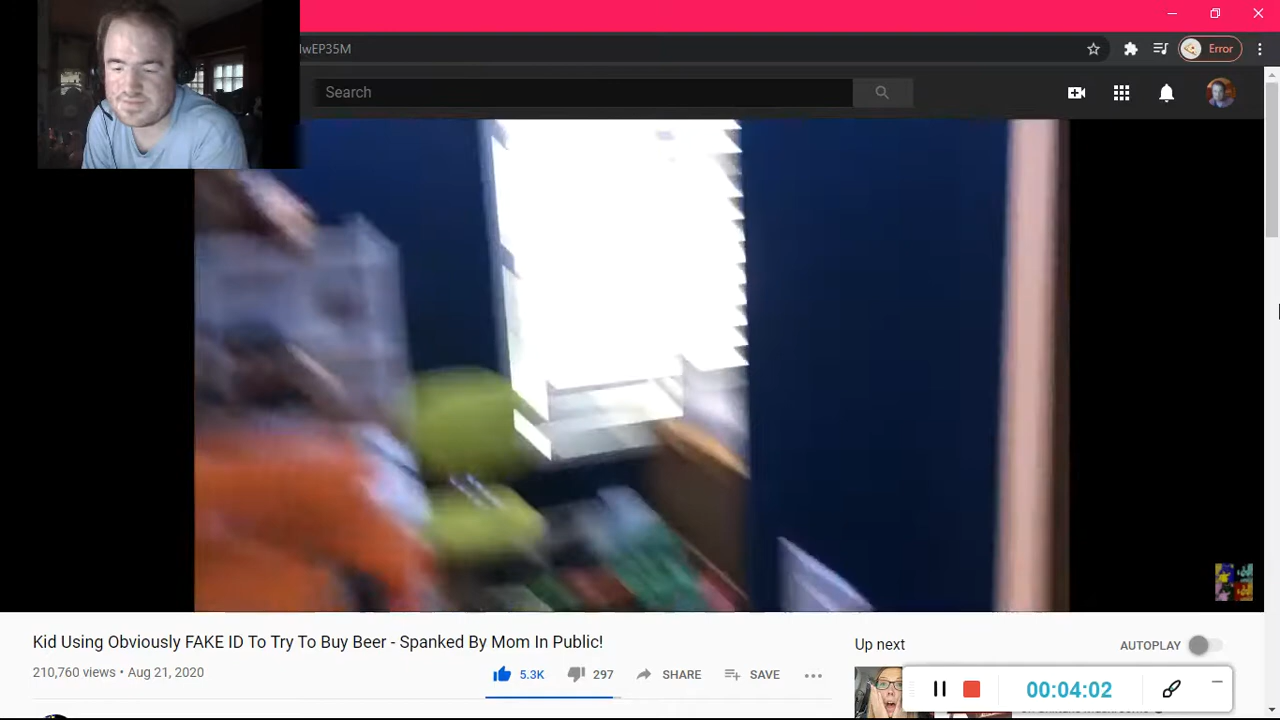 wEP35M
Error
Search
Kid Using Obviously FAKE ID To Try To Buy Beer - Spanked By Mom In Public!
210,760 views • Aug 21, 2020
5.3K
297
SHARE
SAVE
Up next
AUTOPLAY
00:04:02